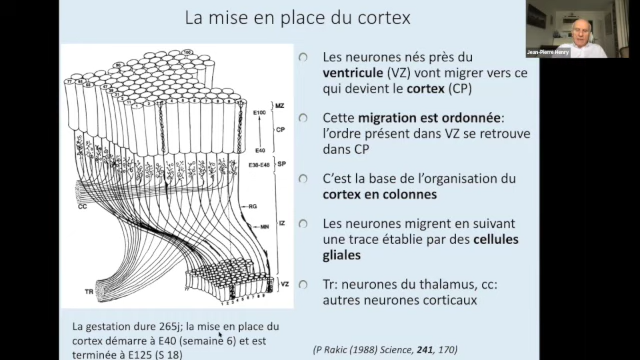 La mise en place du cortex
Jean-Pierre Henry
Les neurones nés près du
ventricule (VZ) vont migrer vers ce
qui devient le cortex (CP)
Cette migration est ordonnée:
l'ordre présent dans VZ se retrouve
dans CP
C'est la base de l'organisation du
cortex en colonnes
Les neurones migrent en suivant
une trace établie par des cellules
gliales
Tr: neurones du thalamus, cc:
autres neurones corticaux
MZ
E100
CP
E40
E38-E48
SP
CC
RG
MN
IZ
TR
VZ
La gestation dure 265j; la mise en place du
cortex démarre à E40 (semaine 6) et est
terminée à E125 (S 18)
(P Rakic (1988) Science, 241, 170)